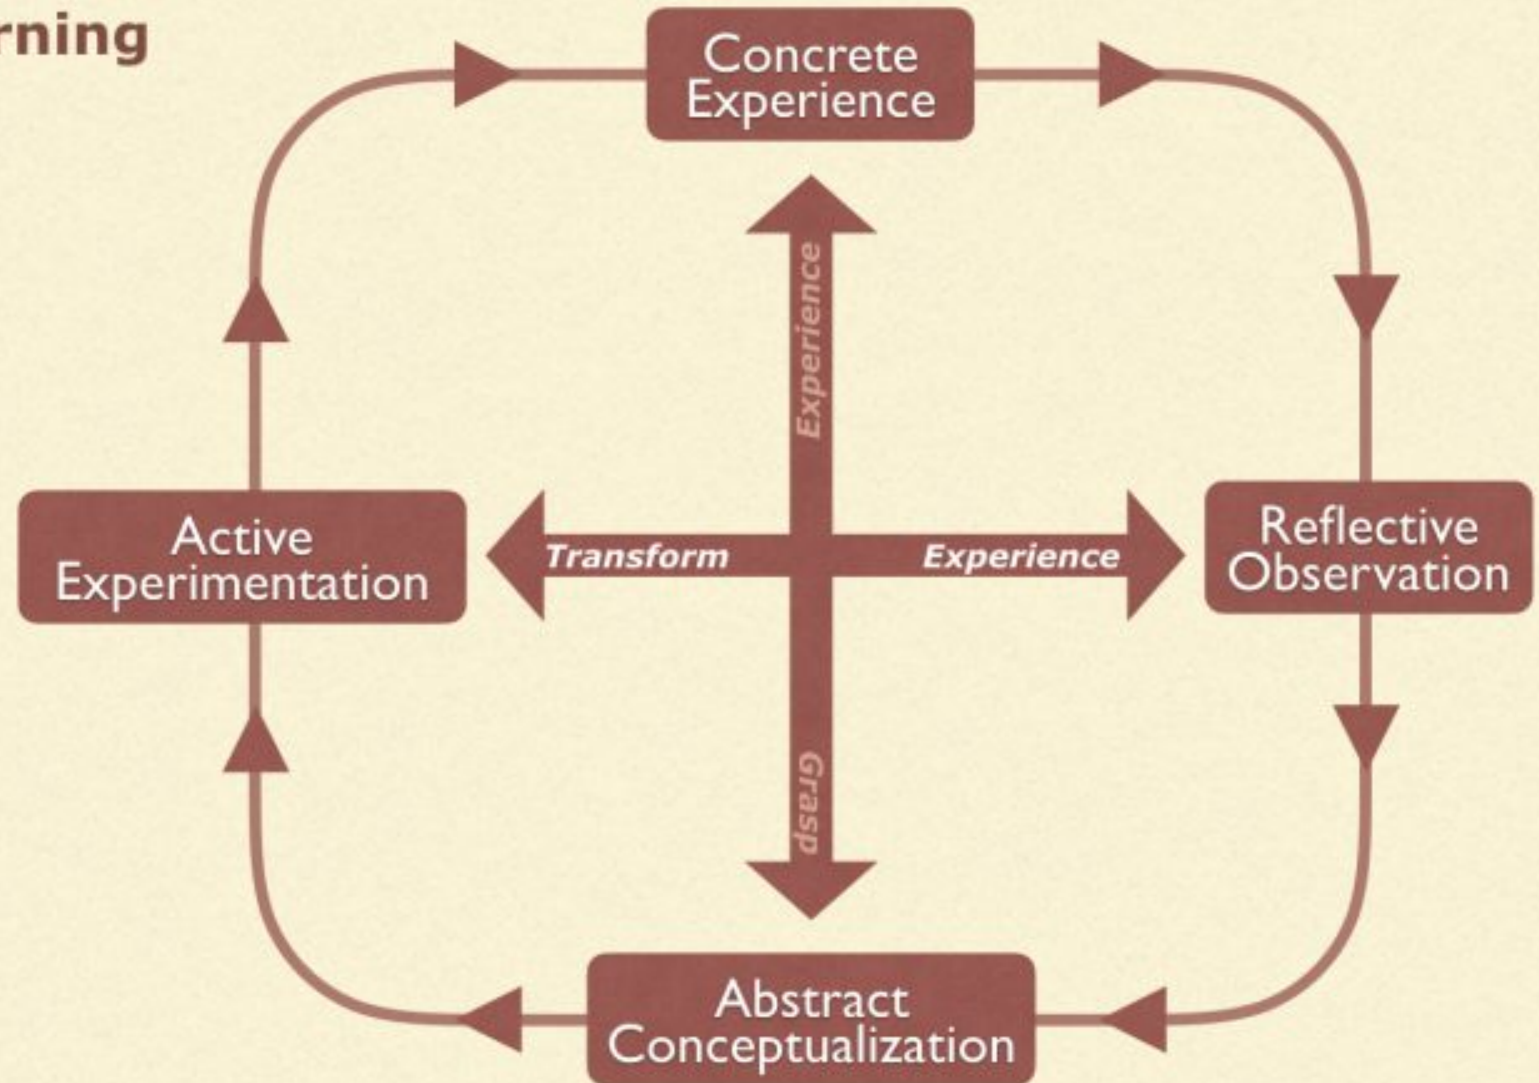 rning
Concrete
Experience
Experience
Active
Experimentation
Transform
Experience
Reflective
Observation
Grasp
Abstract
Conceptualization